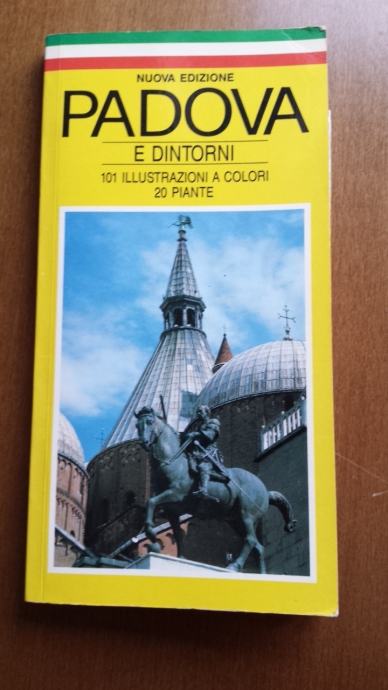 NUOVA EDIZIONE
PADOVA
E DINTORNI
101 ILLUSTRAZIONI A COLORI
20 PIANTE